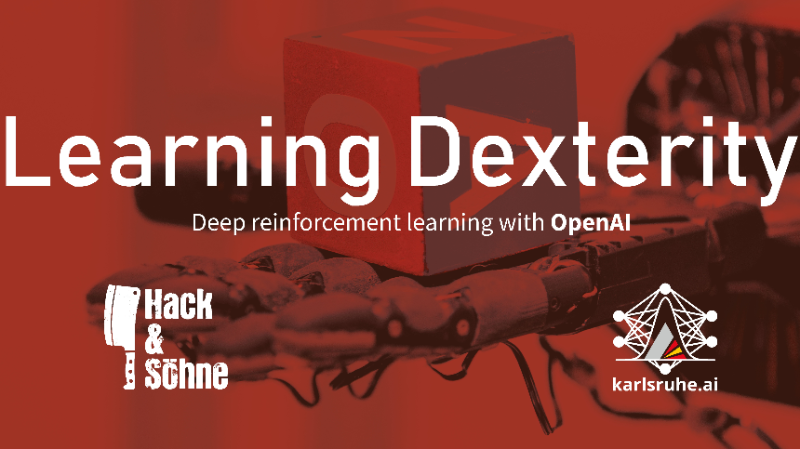 N
O
A
Learning Dexterity
Deep reinforcement learning with OpenAI
Hack
&
Söhne
karlsruhe.ai